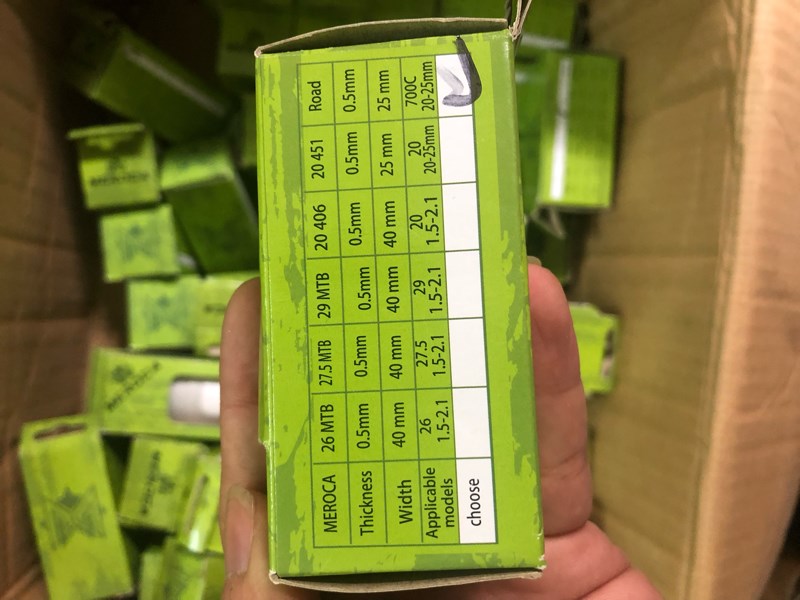 MEROCA 26 MTB 27.5 MTB 29 MTB 20 406 20 451 Road
Thickness 0.5mm 0.5mm 0.5mm 0.5mm 0.5mm 0.5mm
Width 40 mm 40 mm 40 mm 40 mm 25 mm 25 mm
Applicable 26 27.5 29 20 20 700C
models 1.5-2.1 1.5-2.1 1.5-2.1 1.5-2.1 20-25mm 20-25mm
choose